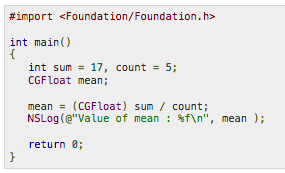 #import <Foundation/Foundation.h>
int main()
{
int sum = 17, count = 5;
CGFloat mean;
mean = (CGFloat) sum / count;
NSLog(@"Value of mean : %f\n", mean );
return 0;
}